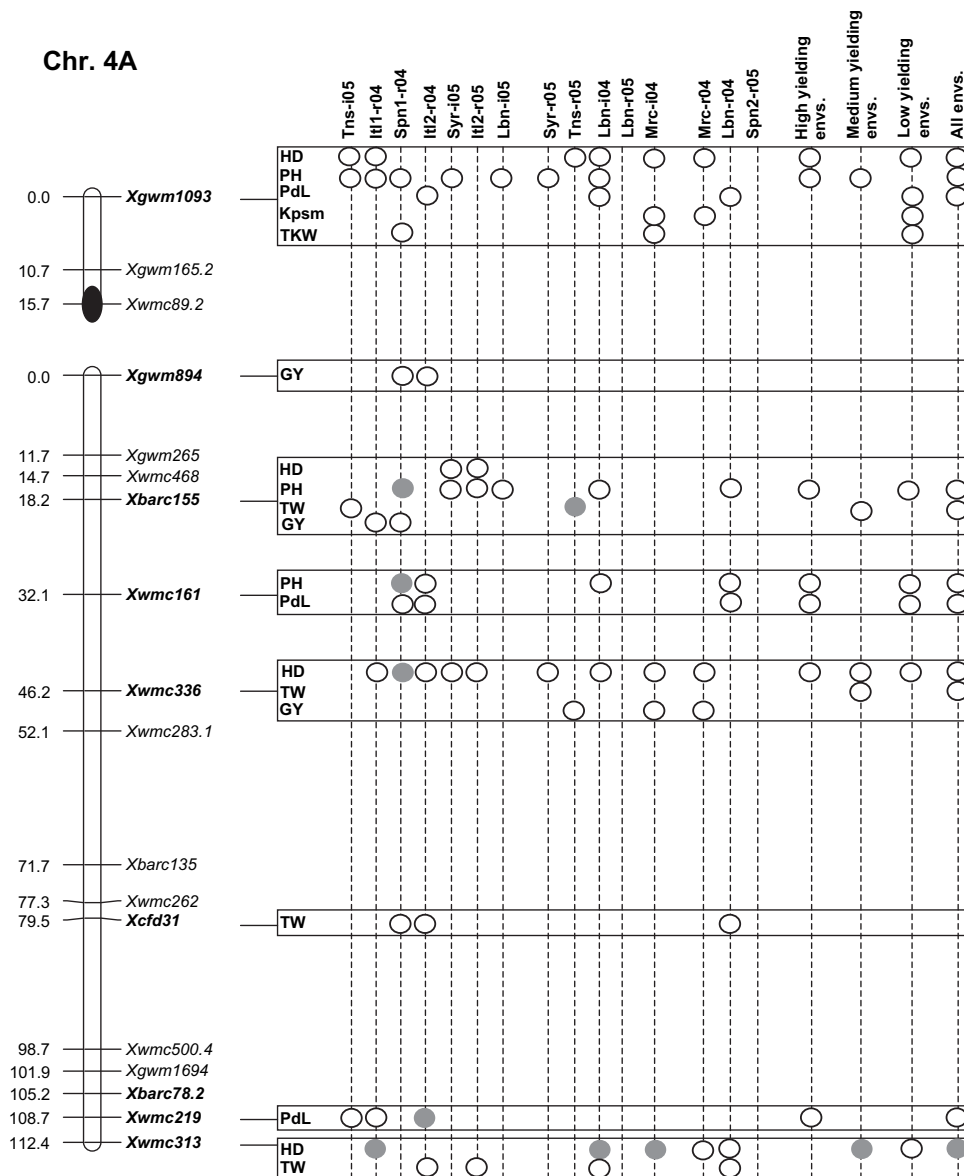 Chr. 4A
Tns-i05
Itl1-r04
Spn1-r04
Itl2-r04
Syr-i05
Itl2-r05
Lbn-i05
Syr-r05
Tns-r05
Lbn-i04
Lbn-r05
Mrc-i04
Mrc-r04
Lbn-r04
Spn2-r05
High yielding
envs.
Medium yielding
envs.
Low yielding
envs.
All envs.
HD
PH
PdL
Kpsm
TKW
0.0 Xgwm1093
10.7 Xgwm165.2
15.7 Xwmc89.2
0.0 Xgwm894
GY
11.7 Xgwm265
14.7 Xwmc468
18.2 Xbarc155
HD
PH
TW
GY
32.1 Xwmc161
PH
PdL
46.2 Xwmc336
HD
TW
GY
52.1 Xwmc283.1
71.7 Xbarc135
77.3 Xwmc262
79.5 Xcfd31
TW
98.7 Xwmc500.4
101.9 Xgwm1694
105.2 Xbarc78.2
108.7 Xwmc219
PdL
112.4 Xwmc313
HD
TW